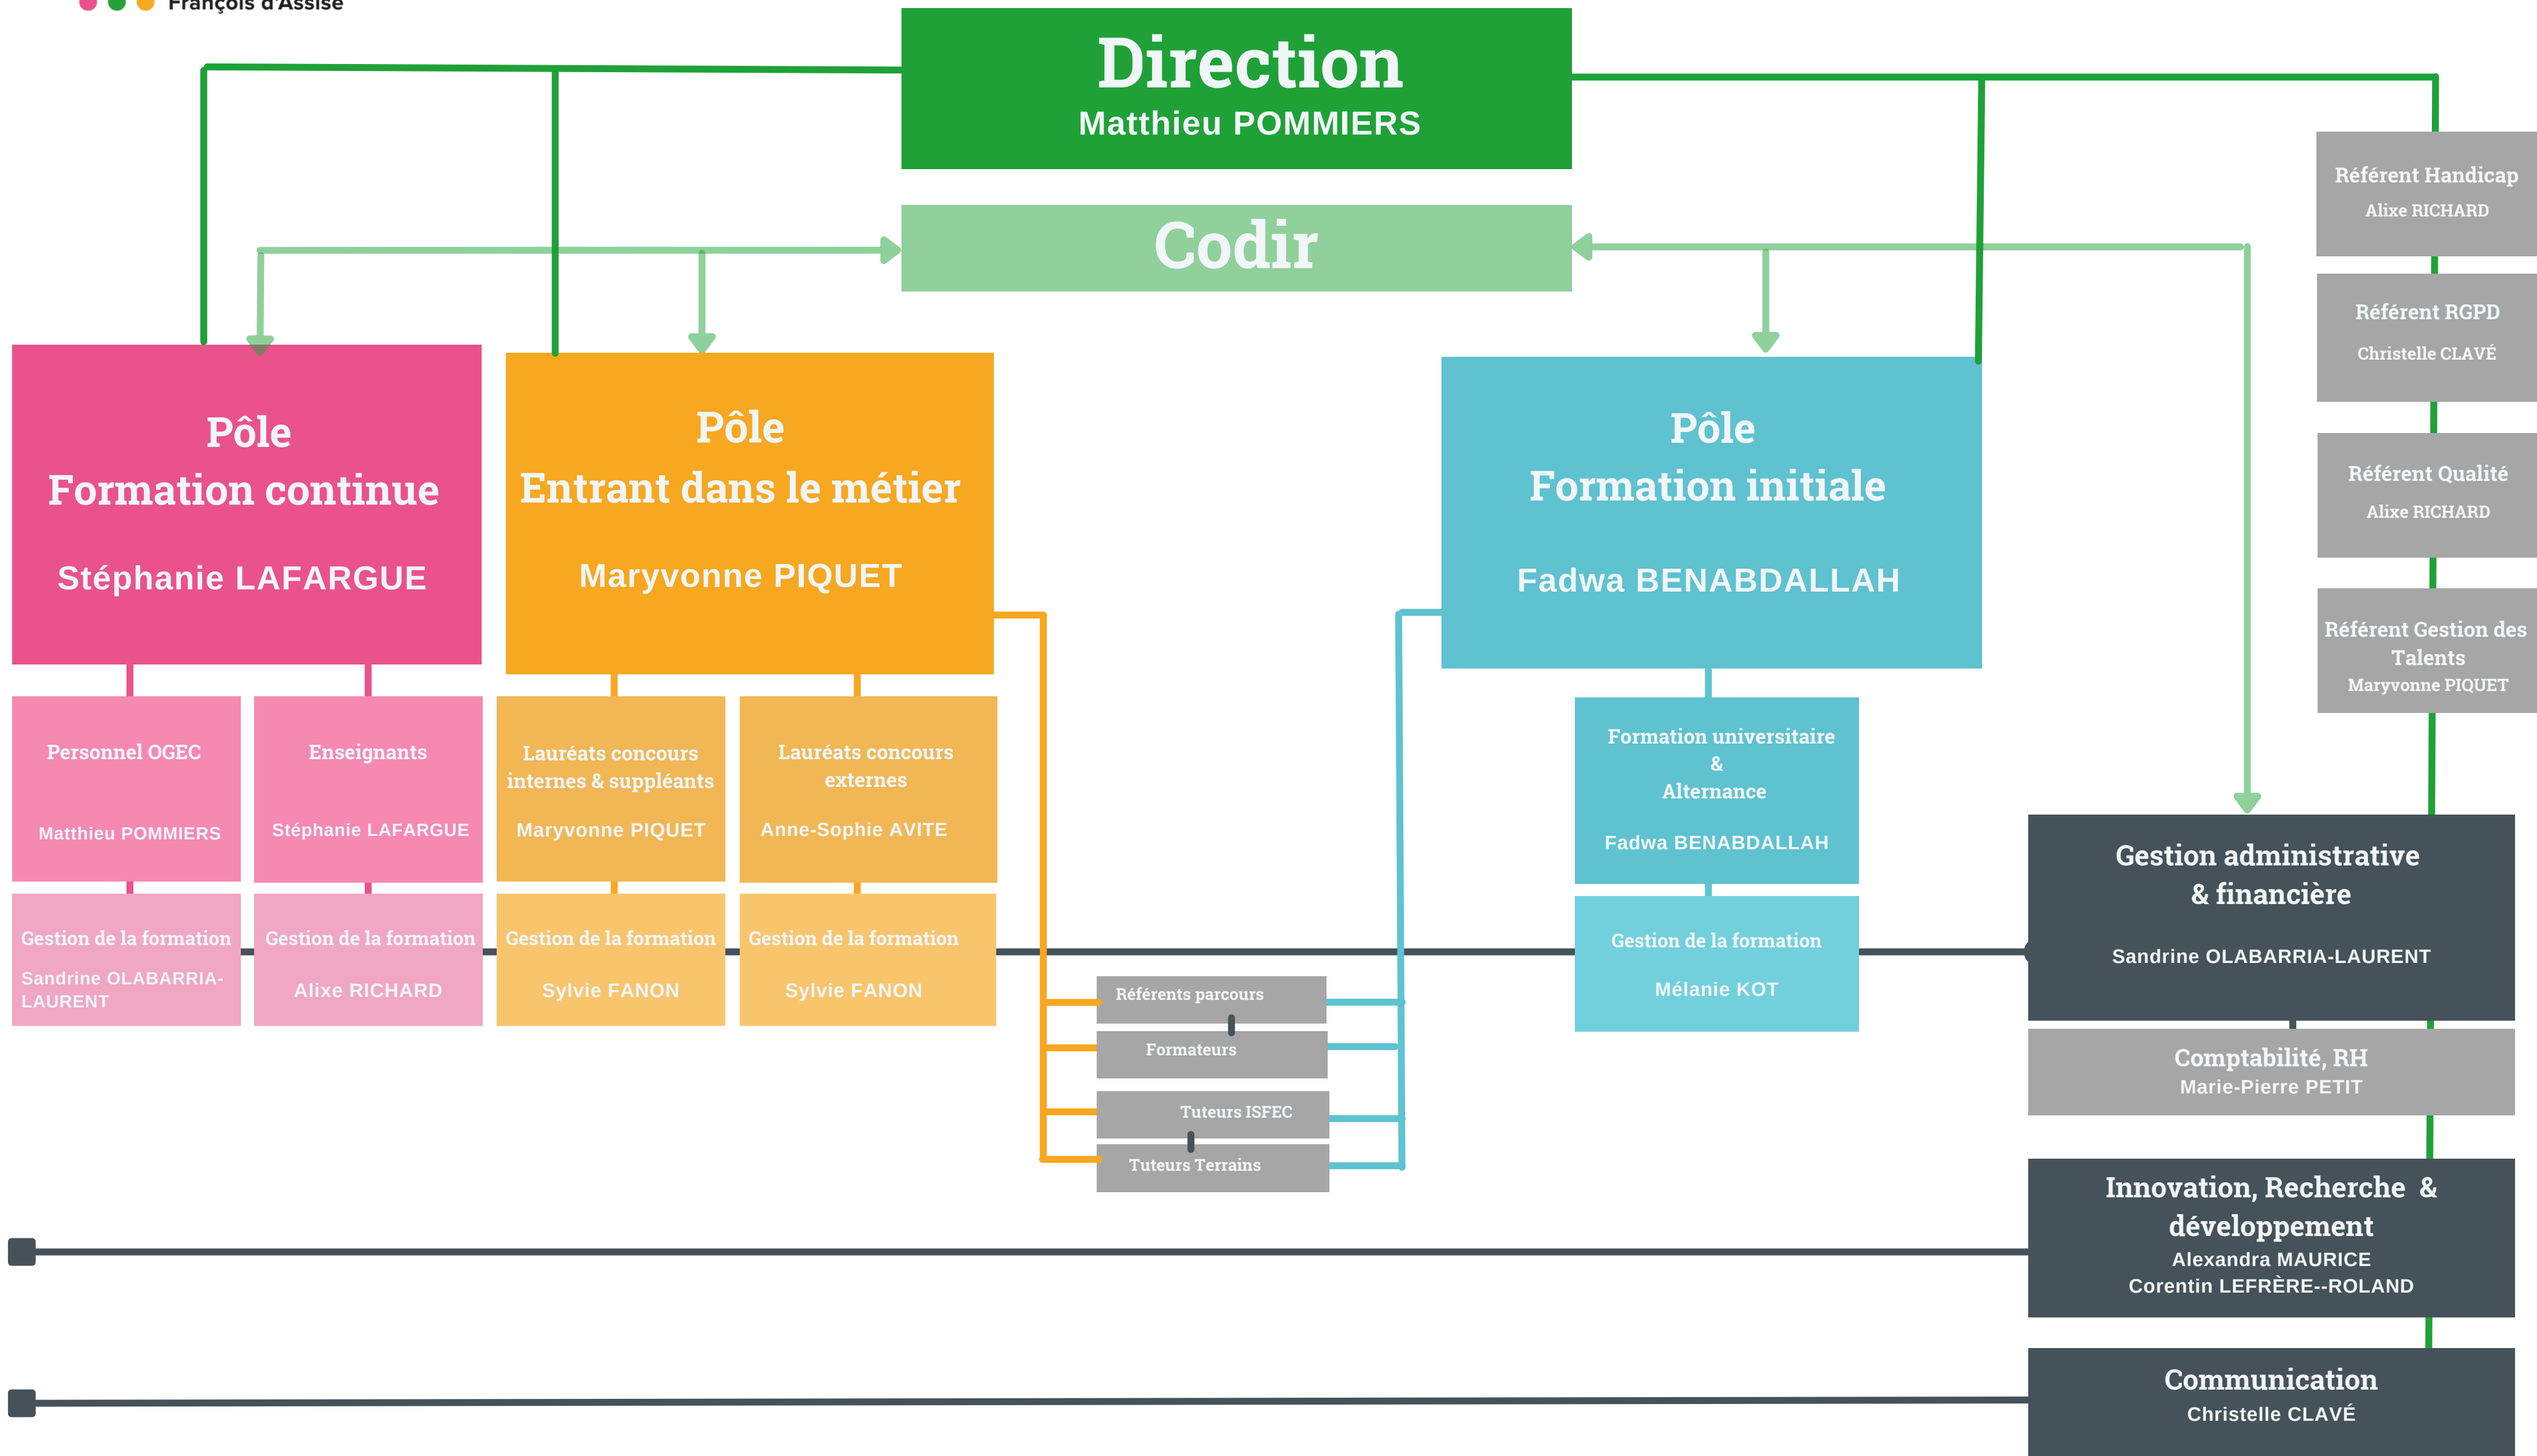 François d'Assise
Direction
Matthieu POMMIERS
Codir
Référent Handicap
Alixe RICHARD
Référent RGPD
Christelle CLAVÉ
Référent Qualité
Alixe RICHARD
Référent Gestion des
Talents
Maryvonne PIQUET
Pôle
Formation continue
Stéphanie LAFARGUE
Pôle
Entrant dans le métier
Maryvonne PIQUET
Pôle
Formation initiale
Fadwa BENABDALLAH
Personnel OGEC
Matthieu POMMIERS
Enseignants
Stéphanie LAFARGUE
Lauréats concours
internes & suppléants
Maryvonne PIQUET
Lauréats concours
externes
Anne-Sophie AVITE
Formation universitaire
&
Alternance
Fadwa BENABDALLAH
Gestion de la formation
Sandrine OLABARRIA-
LAURENT
Gestion de la formation
Alixe RICHARD
Gestion de la formation
Sylvie FANON
Gestion de la formation
Sylvie FANON
Gestion de la formation
Mélanie KOT
Référents parcours
Formateurs
Tuteurs ISFEC
Tuteurs Terrains
Gestion administrative
& financière
Sandrine OLABARRIA-LAURENT
Comptabilité, RH
Marie-Pierre PETIT
Innovation, Recherche &
développement
Alexandra MAURICE
Corentin LEFRÈRE--ROLAND
Communication
Christelle CLAVÉ